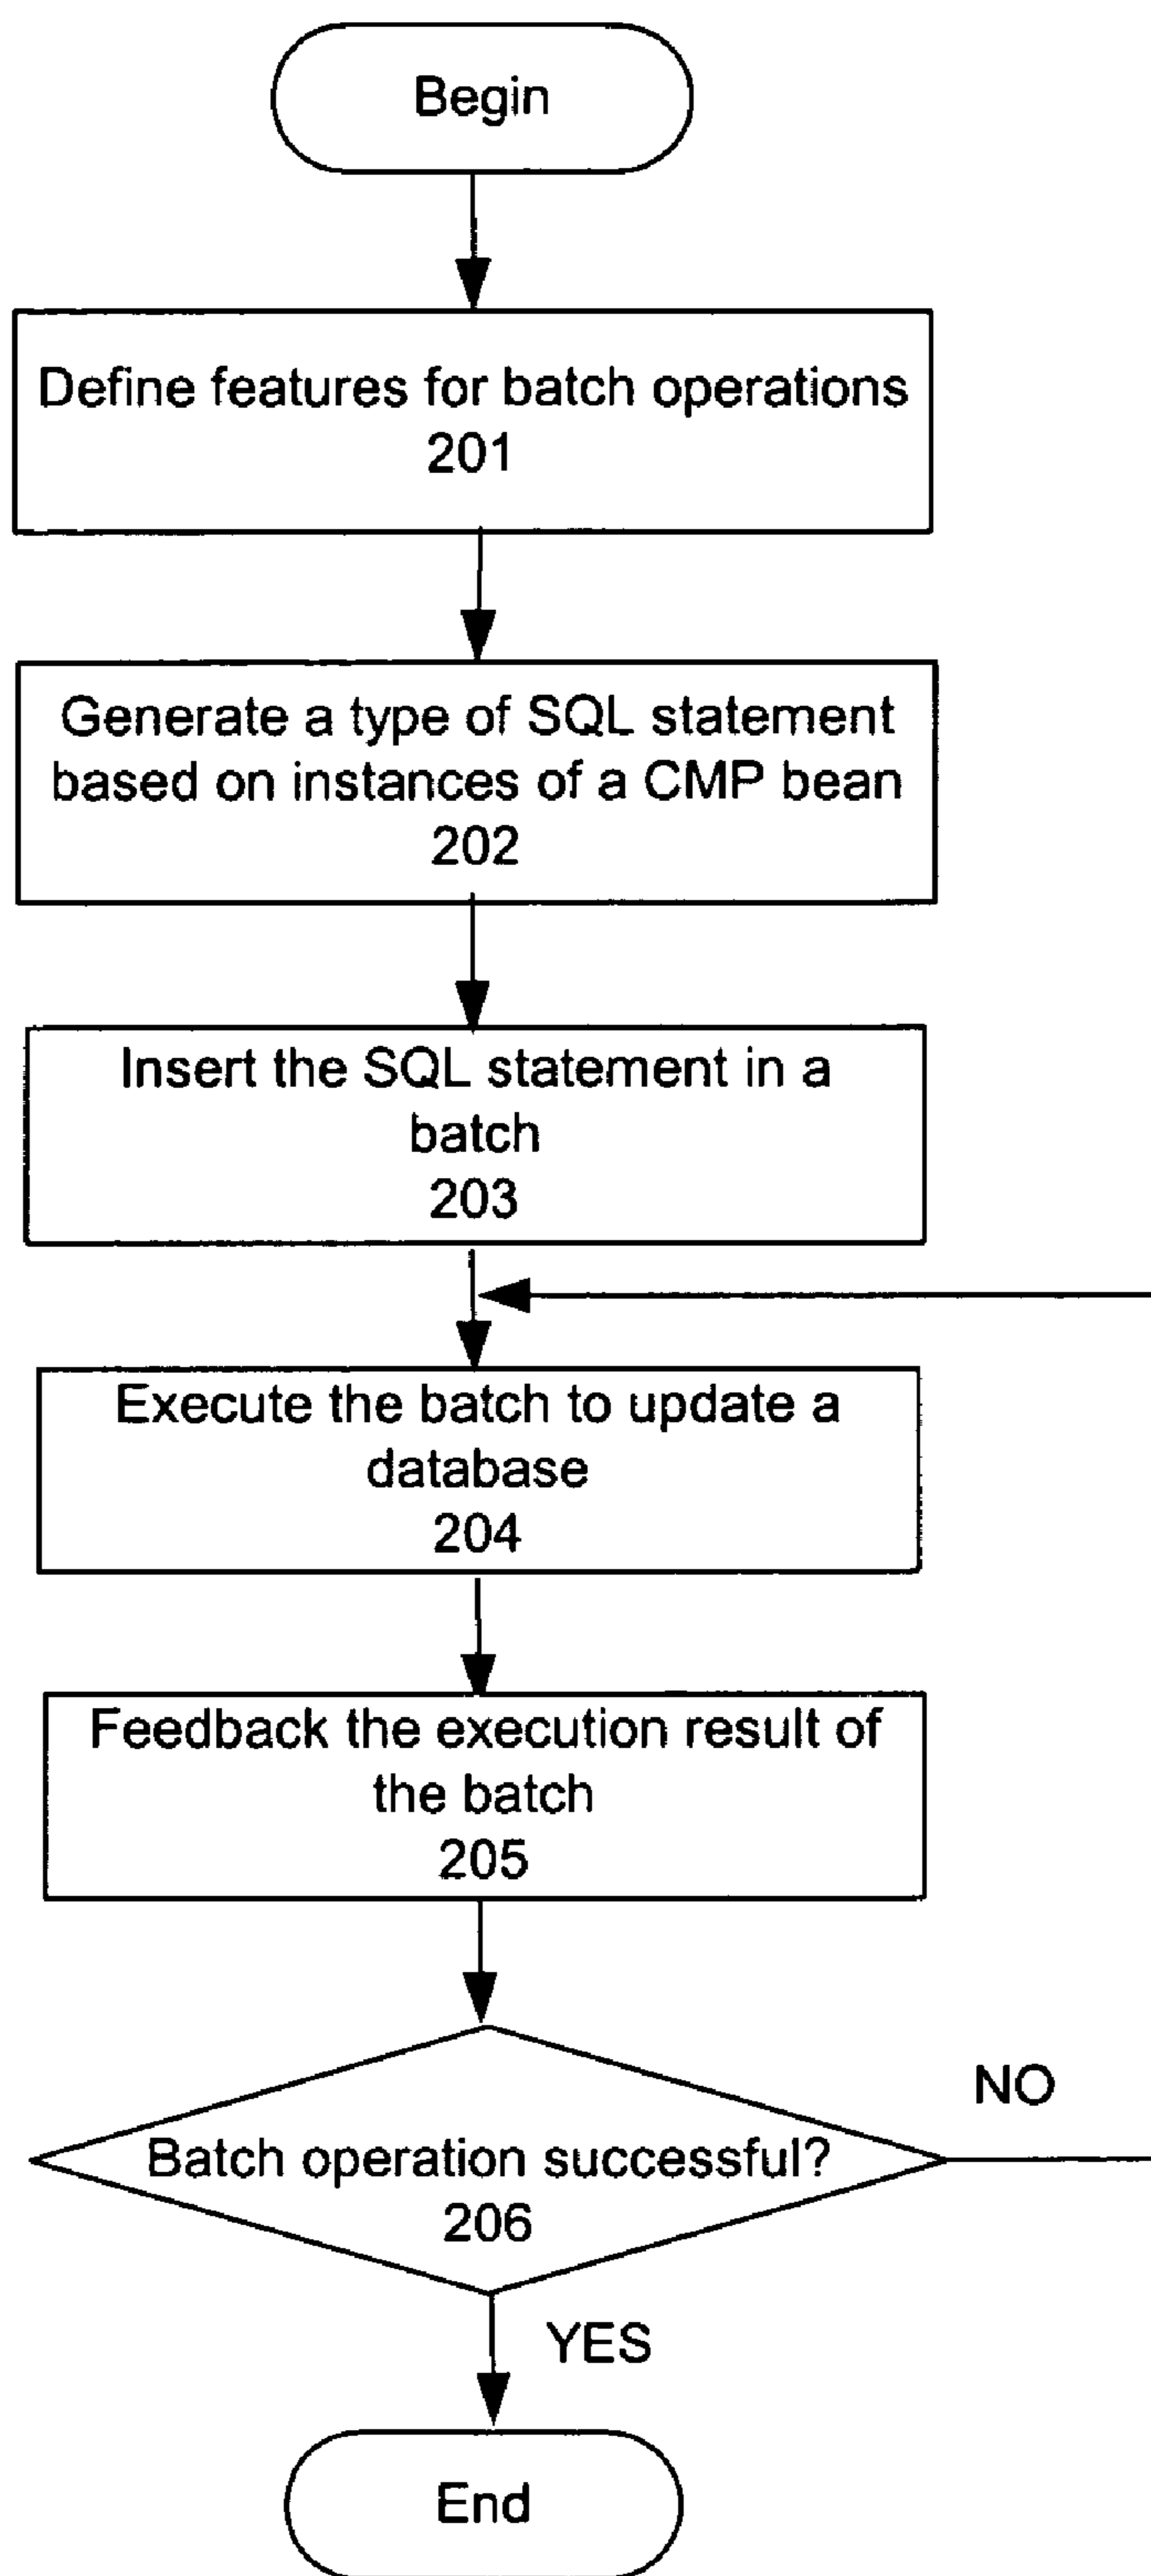 Begin
Define features for batch operations
201
Generate a type of SQL statement
based on instances of a CMP bean
202
Insert the SQL statement in a
batch
203
Execute the batch to update a
database
204
Feedback the execution result of
the batch
205
NO
Batch operation successful?
206
YES
End